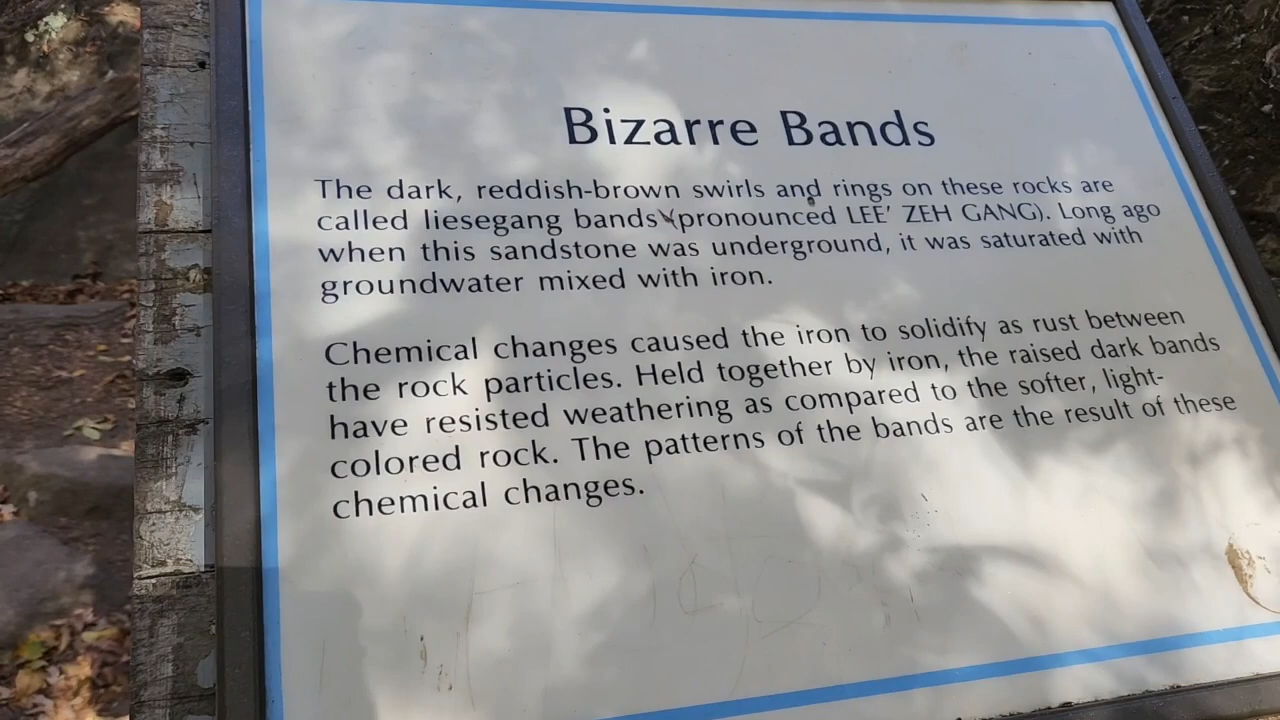 Bizarre Bands
The dark, reddish-brown swirls and rings on these rocks are
called liesegang bands (pronounced LEE' ZEH GANG). Long ago
when this sandstone was underground, it was saturated with
groundwater mixed with iron.
Chemical changes caused the iron to solidify as rust between
the rock particles. Held together by iron, the raised dark bands
have resisted weathering as compared to the softer, light-
colored rock. The patterns of the bands are the result of these
chemical changes.